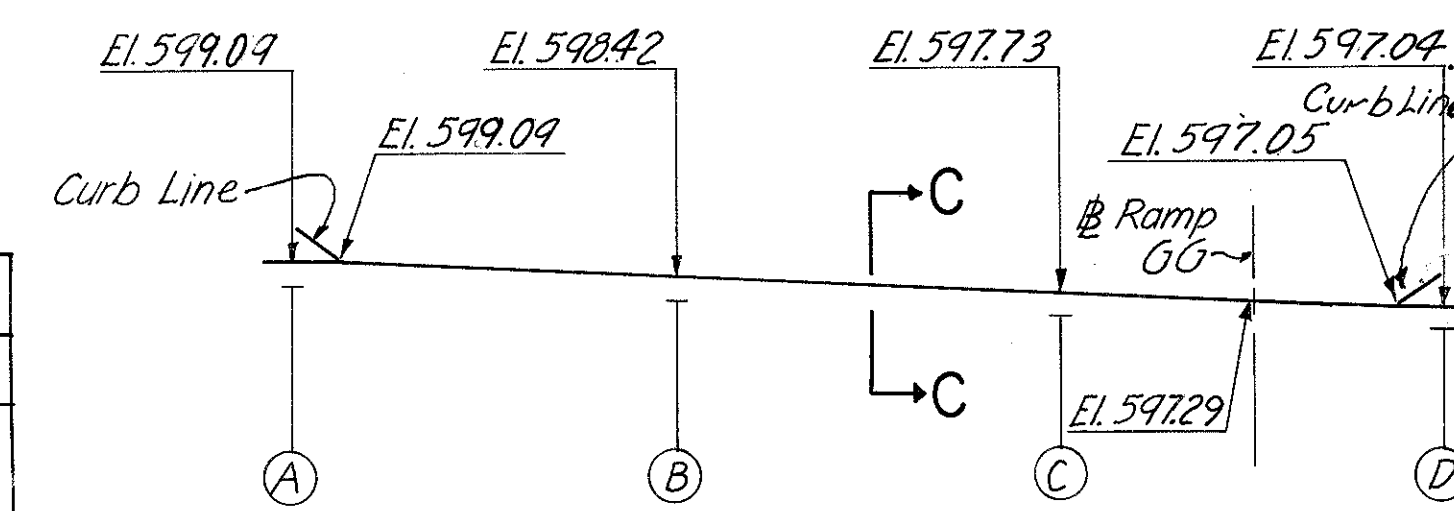 El. 599.09
El. 598.42
El. 597.73
El. 597.04
Curb Line
El. 599.09
El. 597.05
Curb Line
C
℄ Ramp
GG
C
El. 597.29
A
B
C
D